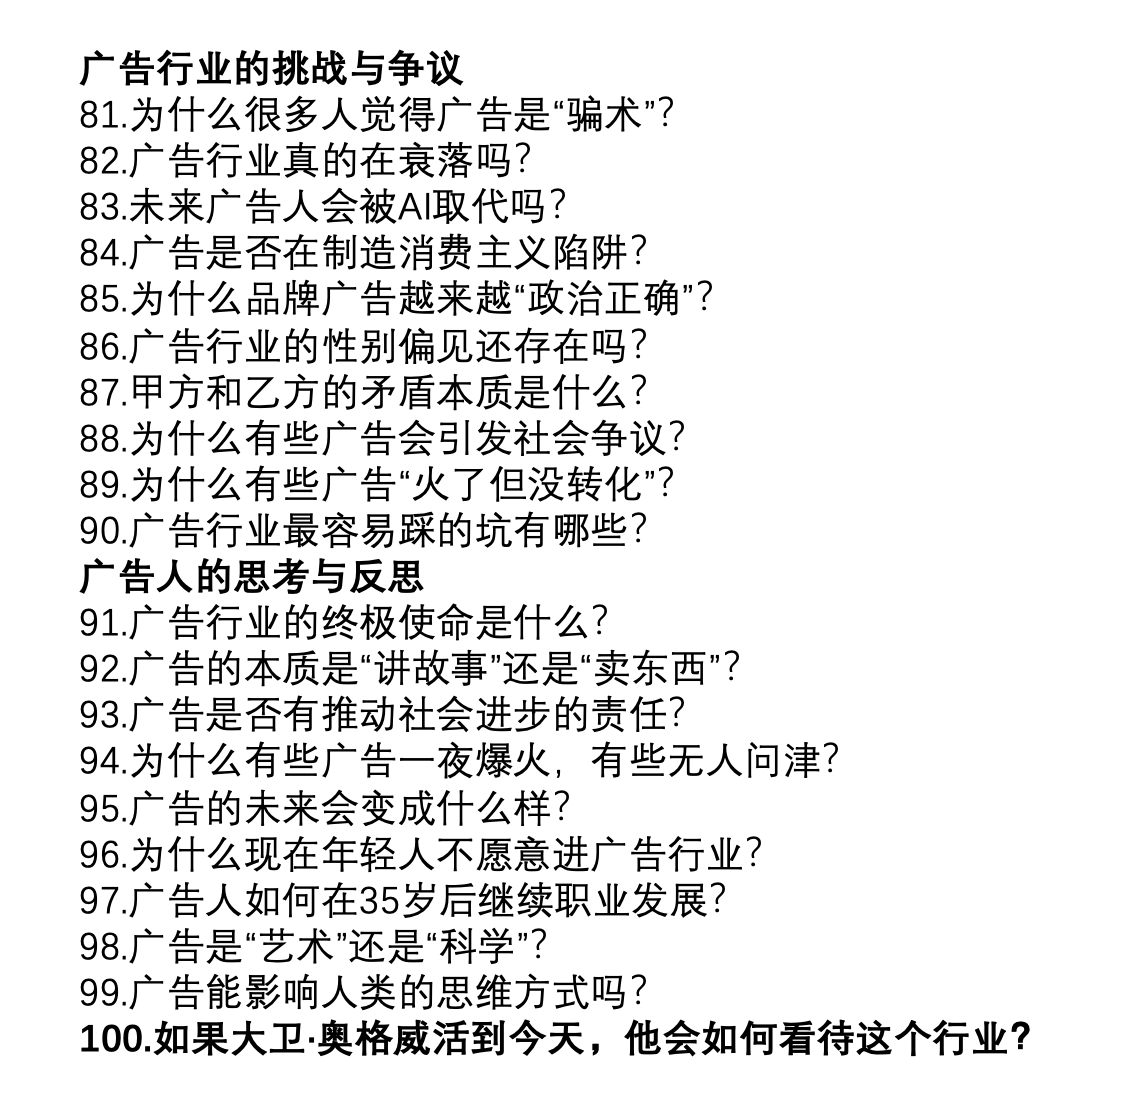 广告行业的挑战与争议
81.为什么很多人觉得广告是“骗术”？
82.广告行业真的在衰落吗？
83.未来广告人会被AI取代吗？
84.广告是否在制造消费主义陷阱？
85.为什么品牌广告越来越“政治正确”？
86.广告行业的性别偏见还存在吗？
87.甲方和乙方的矛盾本质是什么？
88.为什么有些广告会引发社会争议？
89.为什么有些广告“火了但没转化”？
90.广告行业最容易踩的坑有哪些？
广告人的思考与反思
91.广告行业的终极使命是什么？
92.广告的本质是“讲故事”还是“卖东西”？
93.广告是否有推动社会进步的责任？
94.为什么有些广告一夜爆火，有些无人问津？
95.广告的未来会变成什么样？
96.为什么现在年轻人不愿意进广告行业？
97.广告人如何在35岁后继续职业发展？
98.广告是“艺术”还是“科学”？
99.广告能影响人类的思维方式吗？
100.如果大卫·奥格威活到今天，他会如何看待这个行业？